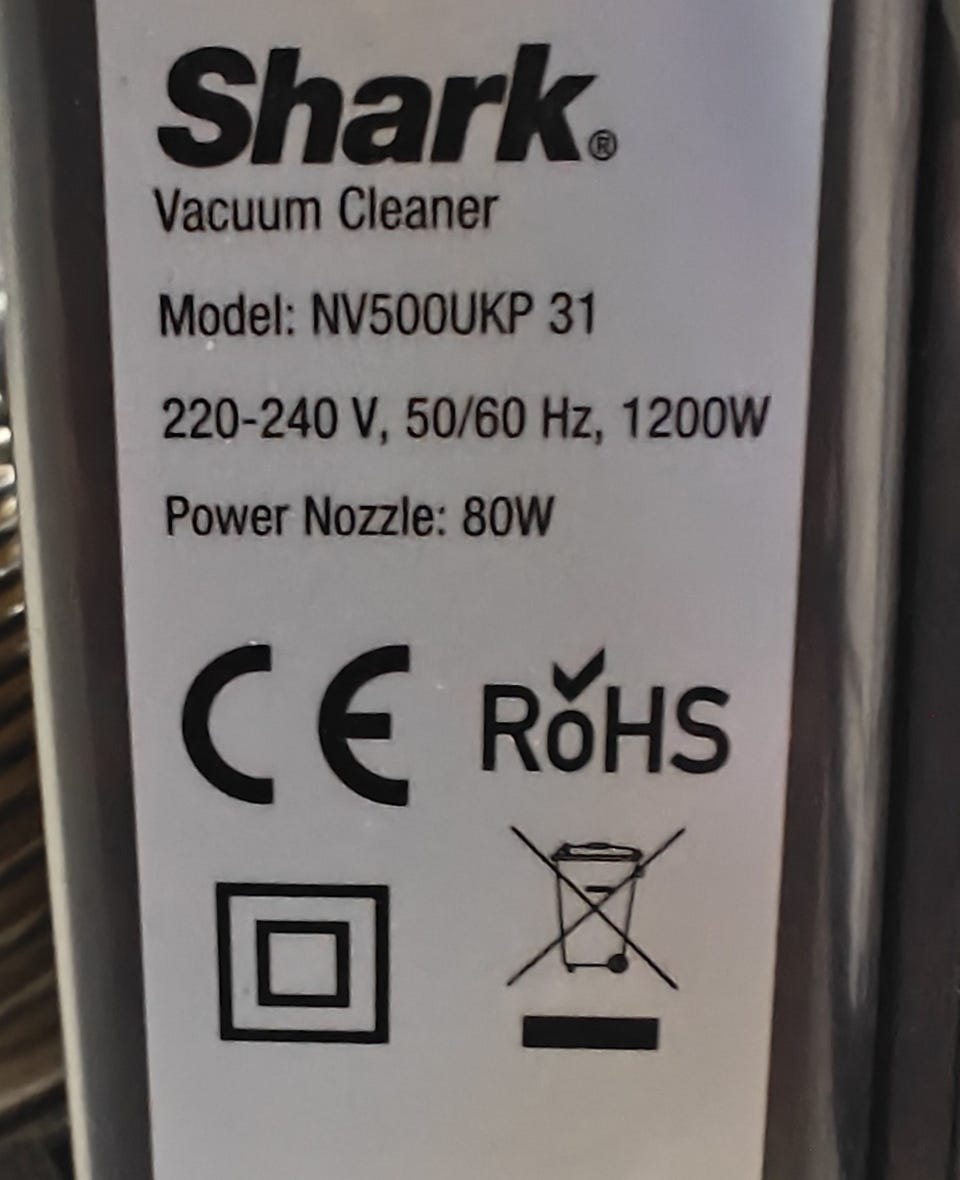 Shark®
Vacuum Cleaner
Model: NV500UKP 31
220-240 V, 50/60 Hz, 1200W
Power Nozzle: 80W
CE RoHS